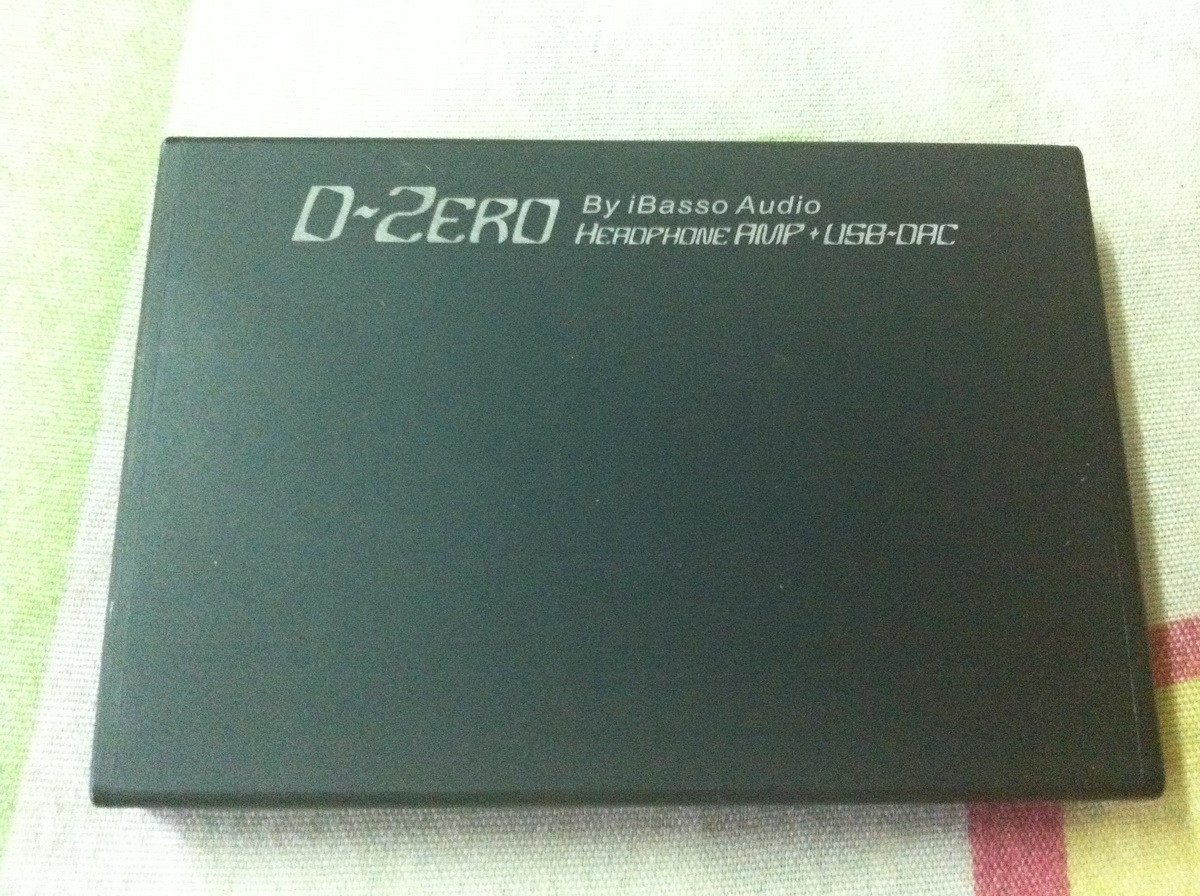 D-Zero By iBasso Audio
Headphone Amp + USB-DAC